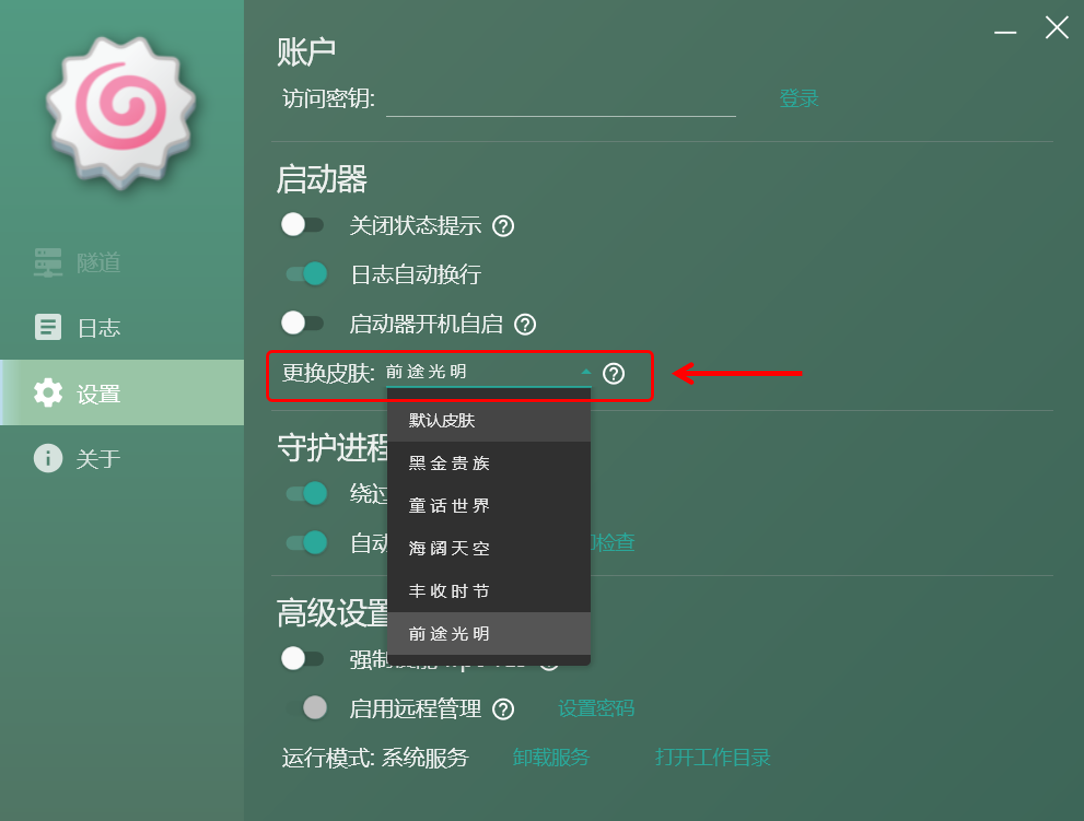 账户
访问密钥:
登录
启动器
关闭状态提示
日志自动换行
启动器开机自启
更换皮肤: 前途光明
默认皮肤
黑金贵族
童话世界
海阔天空
丰收时节
前途光明
守护进程
绕过
自动
检查
高级设置
强制
启用远程管理
设置密码
运行模式: 系统服务
卸载服务
打开工作目录
隧道
日志
设置
关于